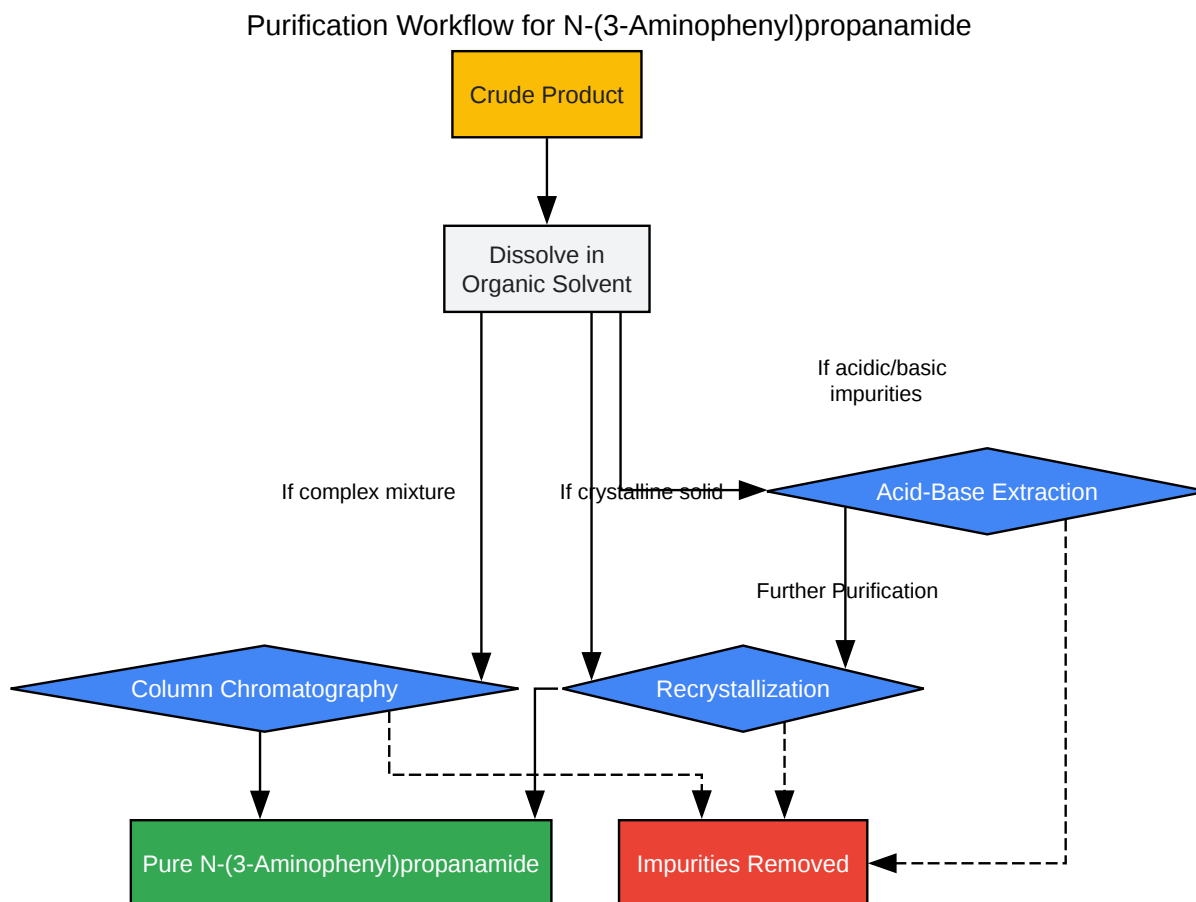 Purification Workflow for N-(3-Aminophenyl)propanamide
Crude Product
Dissolve in
Organic Solvent
If acidic/basic
impurities
If complex mixture
If crystalline solid
Acid-Base Extraction
Further Purification
Column Chromatography
Recrystallization
Pure N-(3-Aminophenyl)propanamide
Impurities Removed